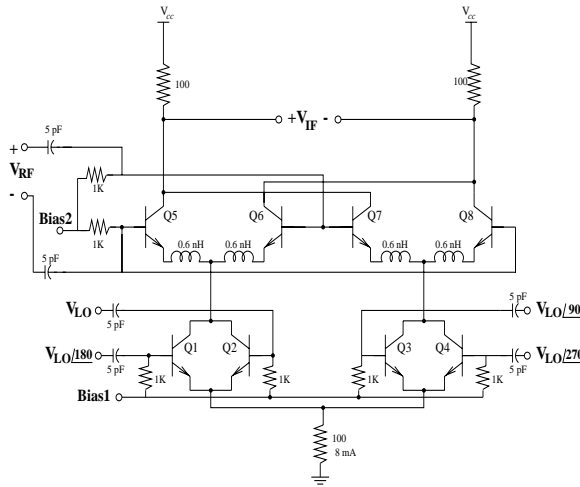 Vcc Vcc
100 100
5 pF
+VIF -
+
VRF
-
1K
Bias2
1K
Q5 Q6 Q7 Q8
0.6 nH 0.6 nH 0.6 nH 0.6 nH
5 pF
VLO
5 pF
5 pF
VLO/90
VLO/180
5 pF
Q1 Q2 Q3 Q4
VLO/270
5 pF
1K 1K 1K 1K
Bias1
100
8 mA